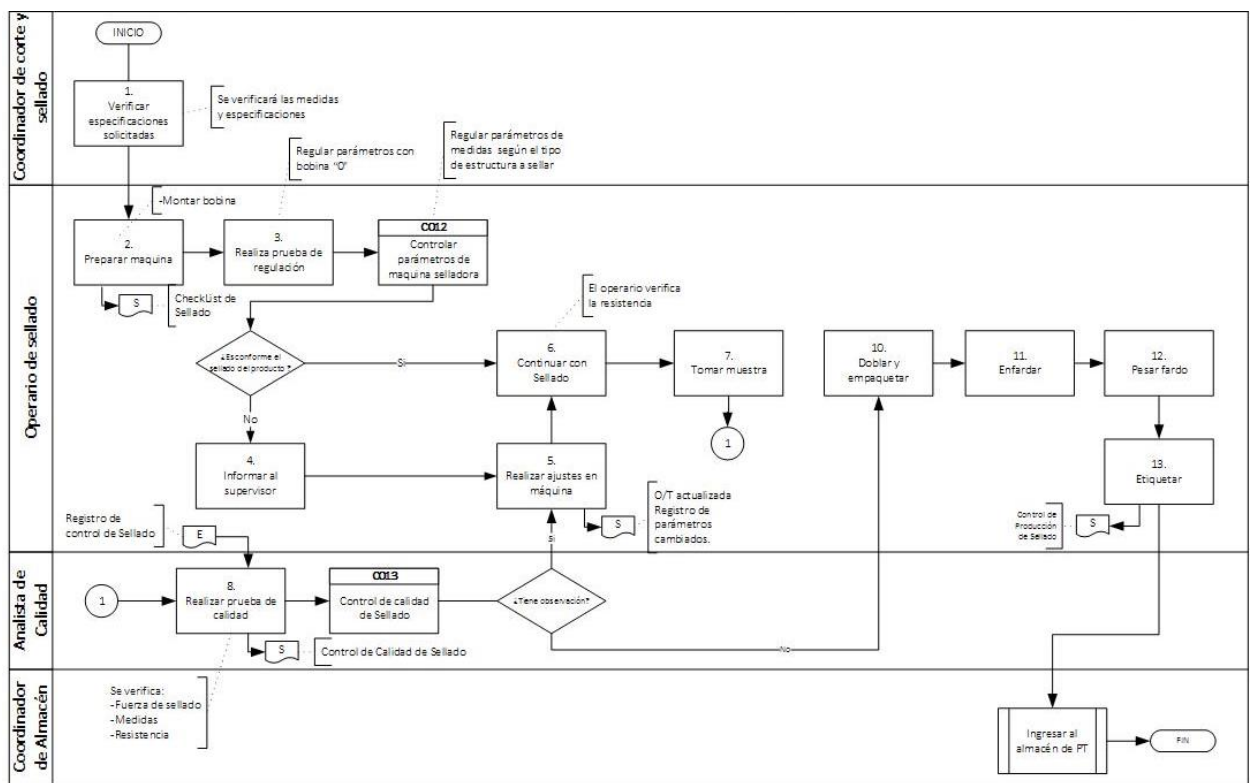 Coordinador de corte y
sellado
INICIO
1.
Verificar
especificaciones
solicitadas
Se verificará las medidas
y especificaciones
Regular parámetros con
bobina "0"
Regular parámetros de
medidas según el tipo
de estructura a sellar
Operario de sellado
-Montar bobina
2.
Preparar maquina
S
CheckList de
Sellado
3.
Realiza prueba de
regulación
CO12
Controlar
parámetros de
maquina selladora
¿Es conforme el
sellado del producto?
Si
No
4.
Informar al
supervisor
El operario verifica
la resistencia
6.
Continuar con
Sellado
7.
Tomar muestra
1
5.
Realizar ajustes en
máquina
S
O/T actualizada
Registro de
parámetros
cambiados.
10.
Doblar y
empaquetar
11.
Enfardar
12.
Pesar fardo
13.
Etiquetar
Control de
Producción
de Sellado
S
Registro de
control de Sellado
E
Analista de
Calidad
1
8.
Realizar prueba de
calidad
S
Control de Calidad de Sellado
CO13
Control de calidad
de Sellado
¿Tiene observación?
si
No
Coordinador
de Almacén
Se verifica:
-Fuerza de sellado
-Medidas
-Resistencia
Ingresar al
almacén de PT
FIN